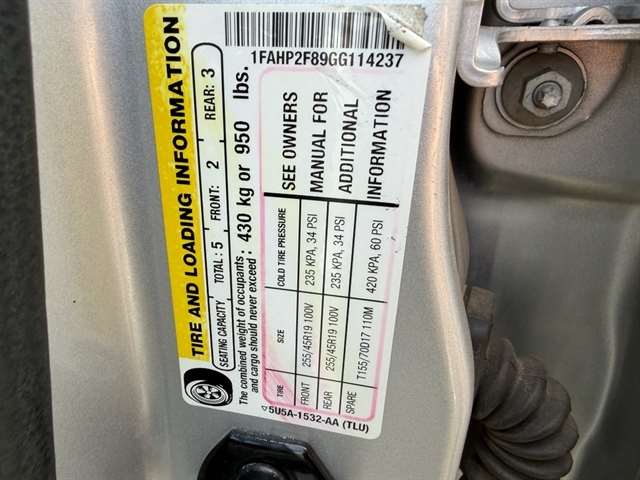 1FAHP2F89GG114237
TIRE AND LOADING INFORMATION
SEATING CAPACITY TOTAL : 5 FRONT: 2 REAR: 3
The combined weight of occupants : 430 kg or 950 lbs.
and cargo should never exceed :
TIRE SIZE COLD TIRE PRESSURE
FRONT 255/45R19 100V 235 KPA, 34 PSI
REAR 255/45R19 100V 235 KPA, 34 PSI
SPARE T155/70D17 110M 420 KPA, 60 PSI
SEE OWNERS
MANUAL FOR
ADDITIONAL
INFORMATION
5U5A-1532-AA (TLU)